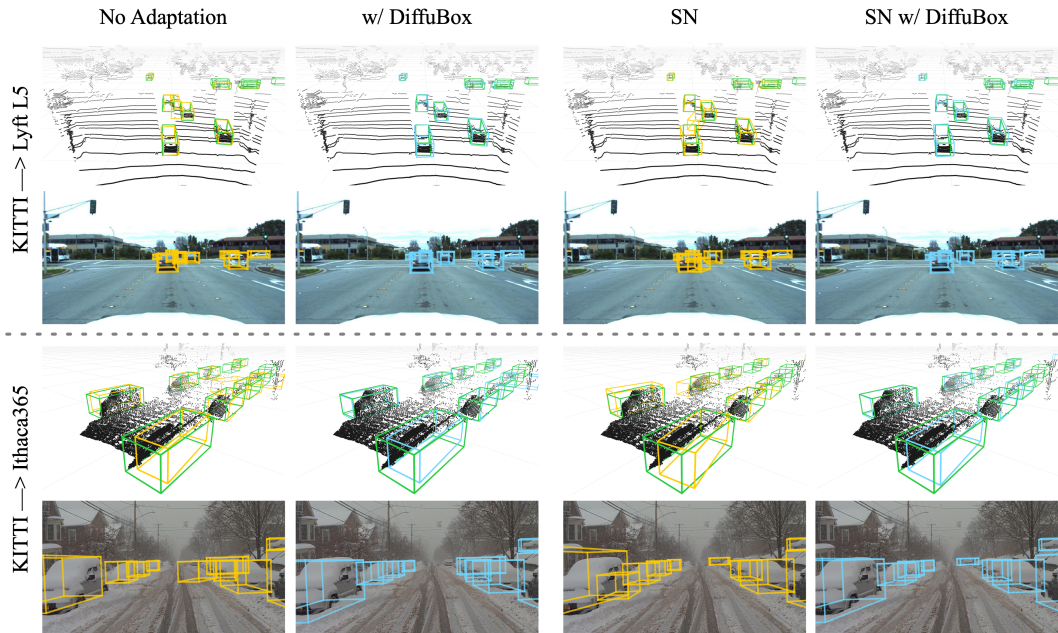 No Adaptation
w/ DiffuBox
SN
SN w/ DiffuBox
KITTI —> Lyft L5
KITTI —> Ithaca365